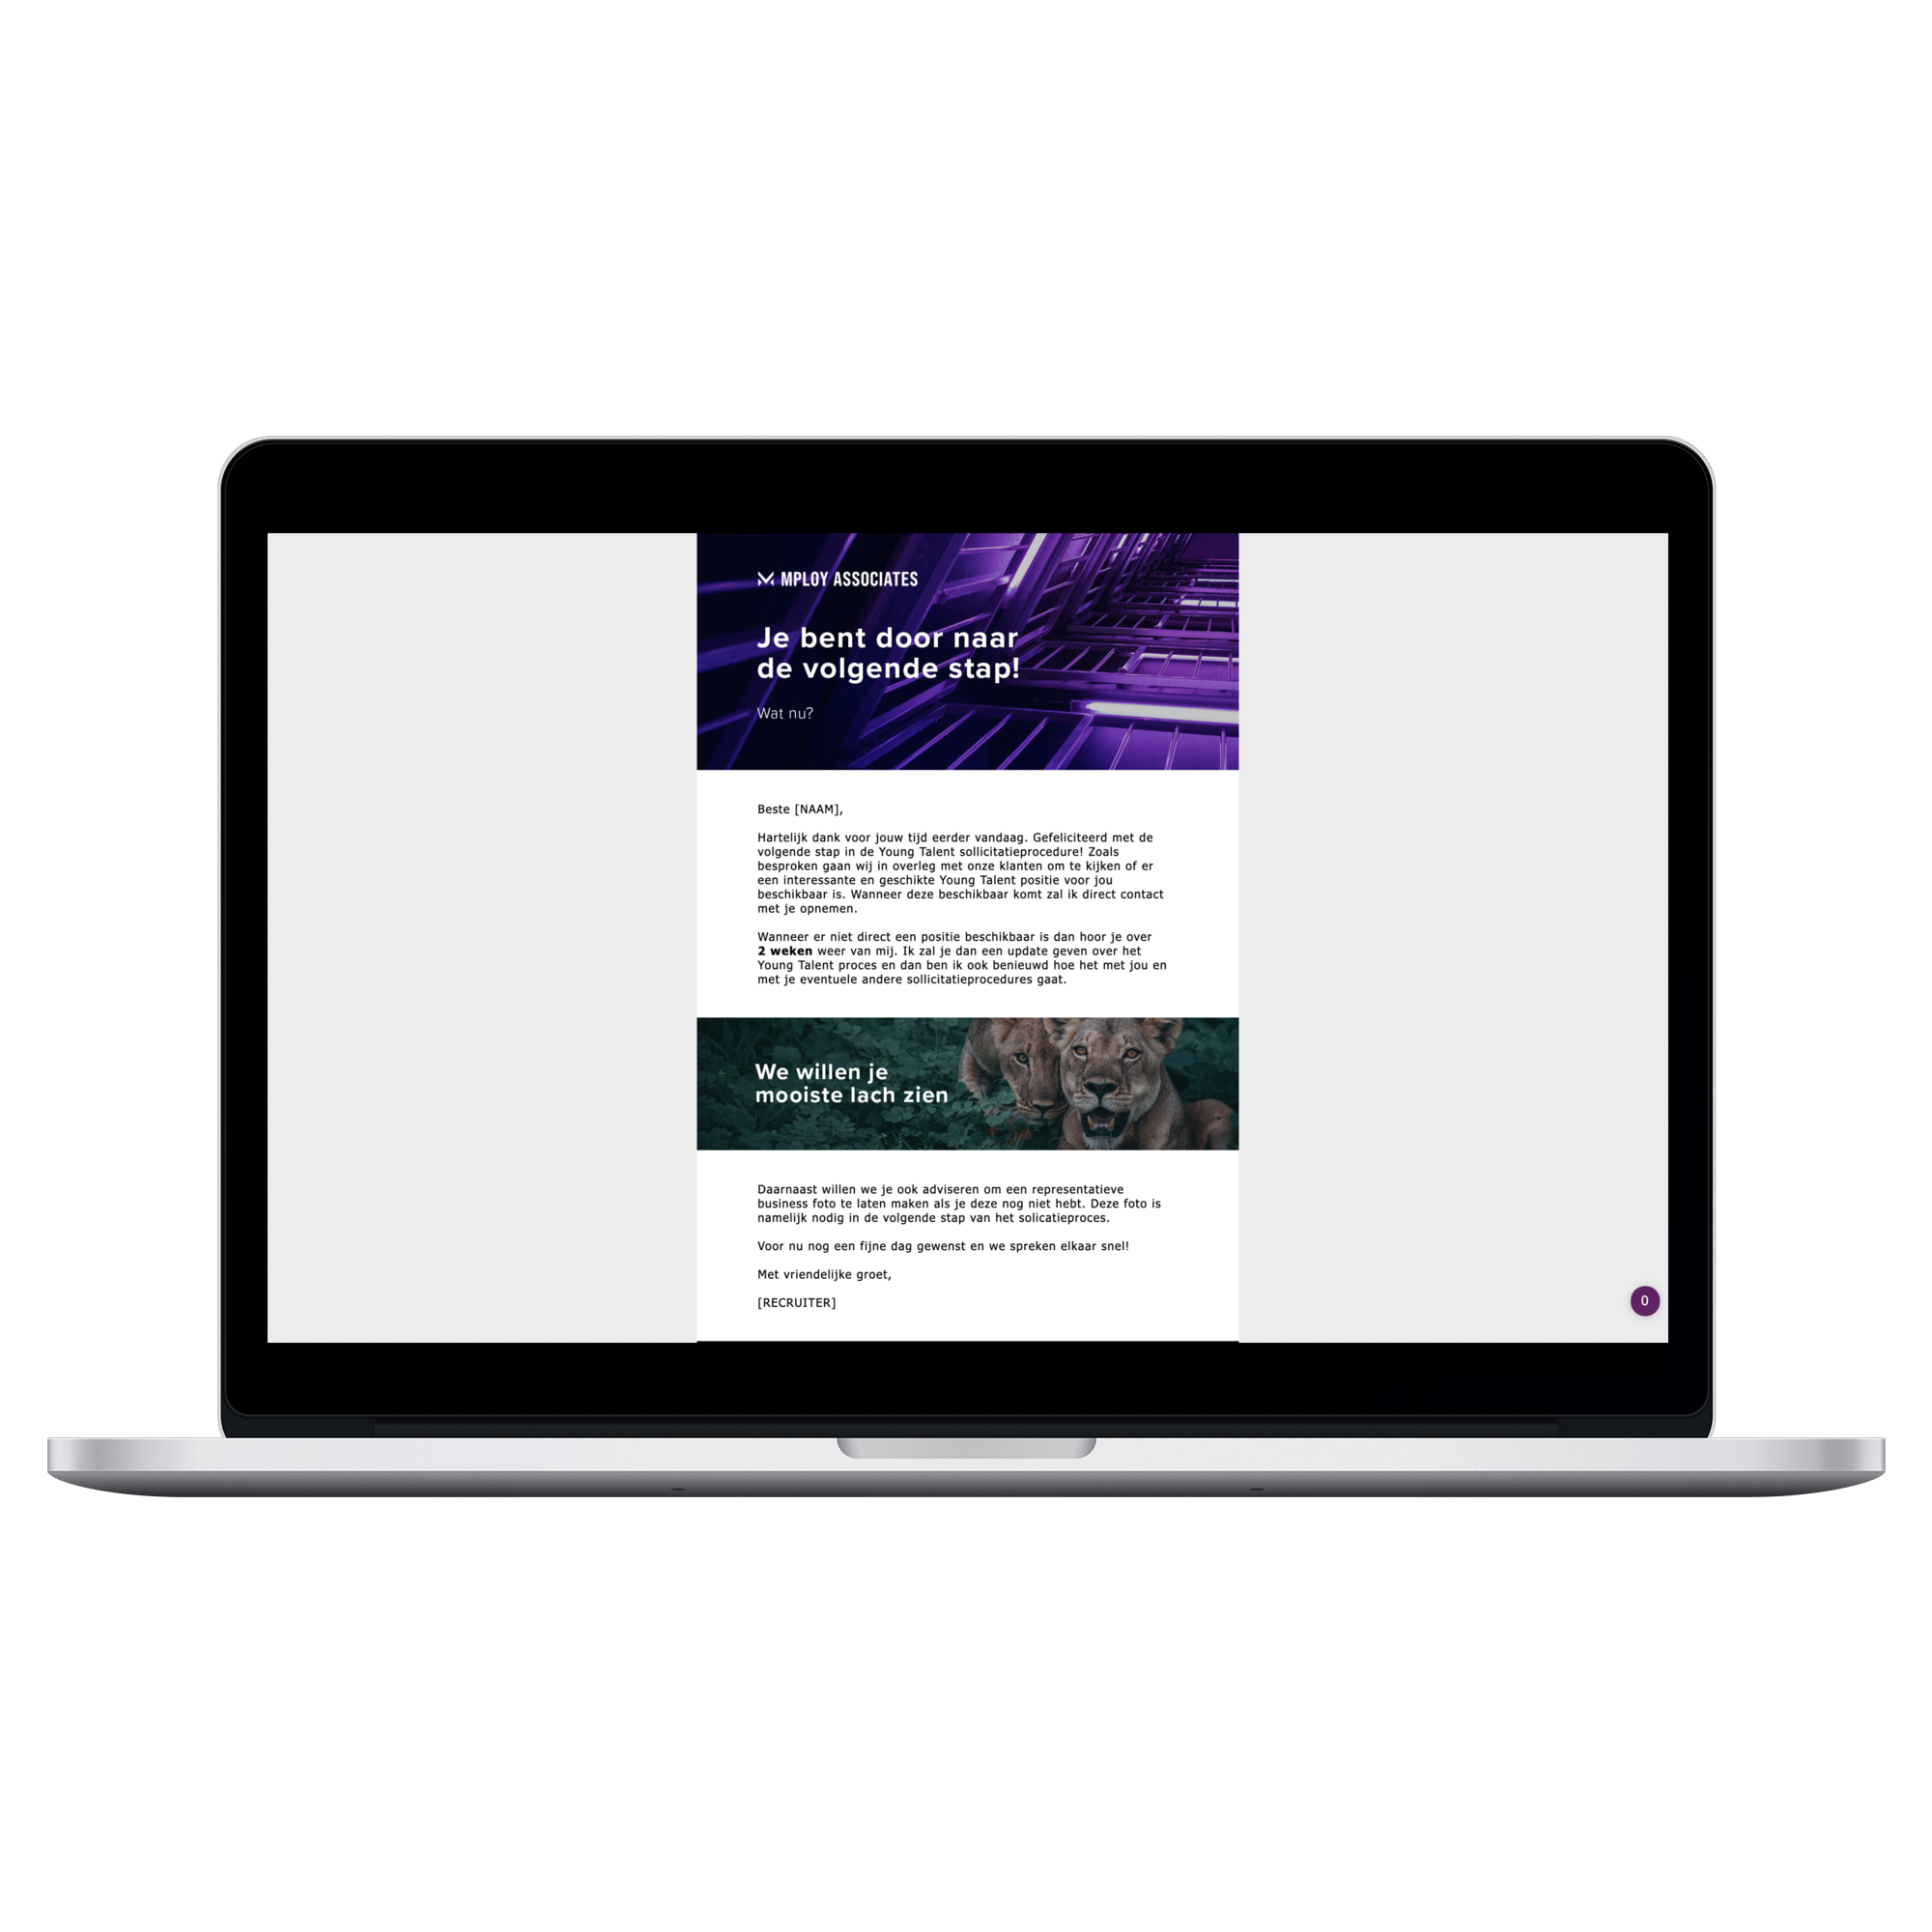 MPLOY ASSOCIATES
Je bent door naar
de volgende stap!
Wat nu?
Beste [NAAM],
Hartelijk dank voor jouw tijd eerder vandaag. Gefeliciteerd met de
volgende stap in de Young Talent sollicitatieprocedure! Zoals
besproken gaan wij in overleg met onze klanten om te kijken of er
een interessante en geschikte Young Talent positie voor jou
beschikbaar is. Wanneer deze beschikbaar komt zal ik direct contact
met je opnemen.
Wanneer er niet direct een positie beschikbaar is dan hoor je over
2 weken weer van mij. Ik zal je dan een update geven over het
Young Talent proces en dan ben ik ook benieuwd hoe het met jou en
met je eventuele andere sollicitatieprocedures gaat.
We willen je
mooiste lach zien
Daarnaast willen we je ook adviseren om een representatieve
business foto te laten maken als je deze nog niet hebt. Deze foto is
namelijk nodig in de volgende stap van het solicatieproces.
Voor nu nog een fijne dag gewenst en we spreken elkaar snel!
Met vriendelijke groet,
[RECRUITER]
0